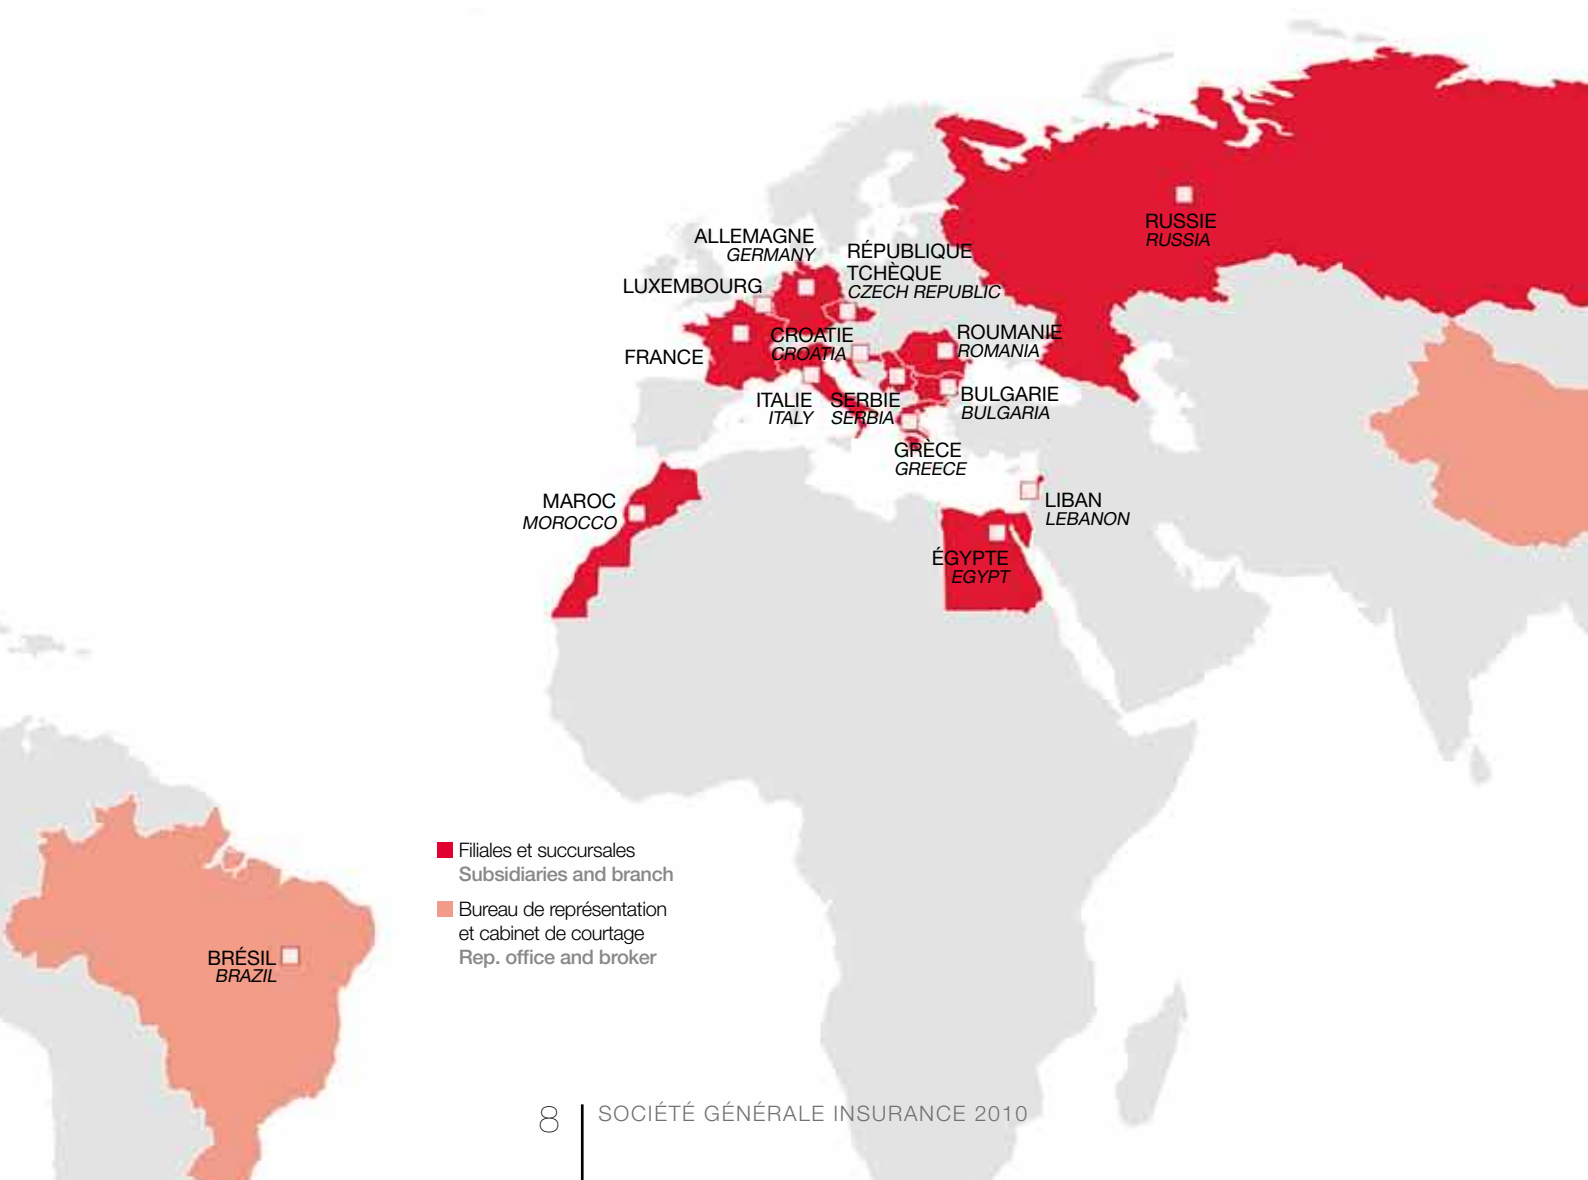 RUSSIE
RUSSIA
ALLEMAGNE
GERMANY
RÉPUBLIQUE
TCHÈQUE
CZECH REPUBLIC
LUXEMBOURG
CROATIE
CROATIA
ROUMANIE
ROMANIA
FRANCE
ITALIE
ITALY
SERBIE
SERBIA
BULGARIE
BULGARIA
GRÈCE
GREECE
MAROC
MOROCCO
LIBAN
LEBANON
ÉGYPTE
EGYPT
Filiales et succursales
Subsidiaries and branch
Bureau de représentation
et cabinet de courtage
Rep. office and broker
BRÉSIL
BRAZIL
8
SOCIÉTÉ GÉNÉRALE INSURANCE 2010